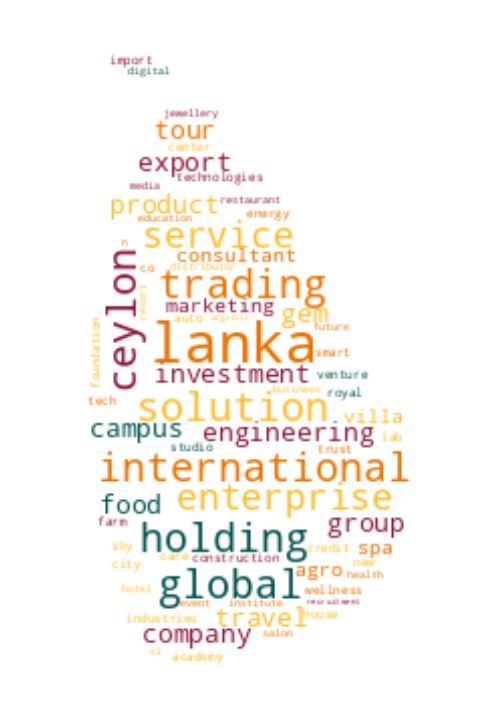 import
digital
jewellery
tour
center
export
technologies
media
restaurant
product
energy
education
service
n
consultant
co
distributor
ceylon
trading
resort
marketing
gem
auto
logistic
future
lanka
smart
foundation
investment
venture
business
royal
tech
solution
villa
campus
engineering
lab
studio
trust
international
enterprise
food
farm
group
holding
sky
credit
spa
care
construction
city
new
agro
health
global
hotel
wellness
event
institute
recruitment
travel
house
industries
company
salon
sl
academy